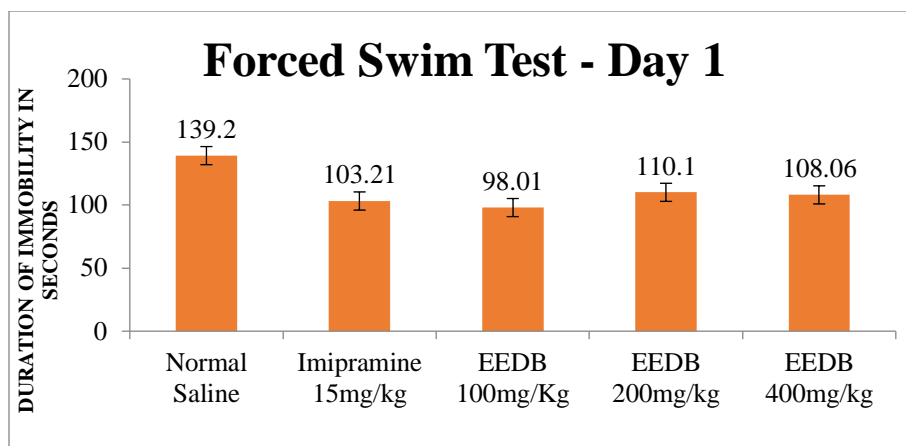 Forced Swim Test - Day 1
DURATION OF IMMOBILITY IN
SECONDS
200
150
100
50
0
139.2
103.21
98.01
110.1
108.06
Normal
Saline
Imipramine
15mg/kg
EEDB
100mg/Kg
EEDB
200mg/kg
EEDB
400mg/kg